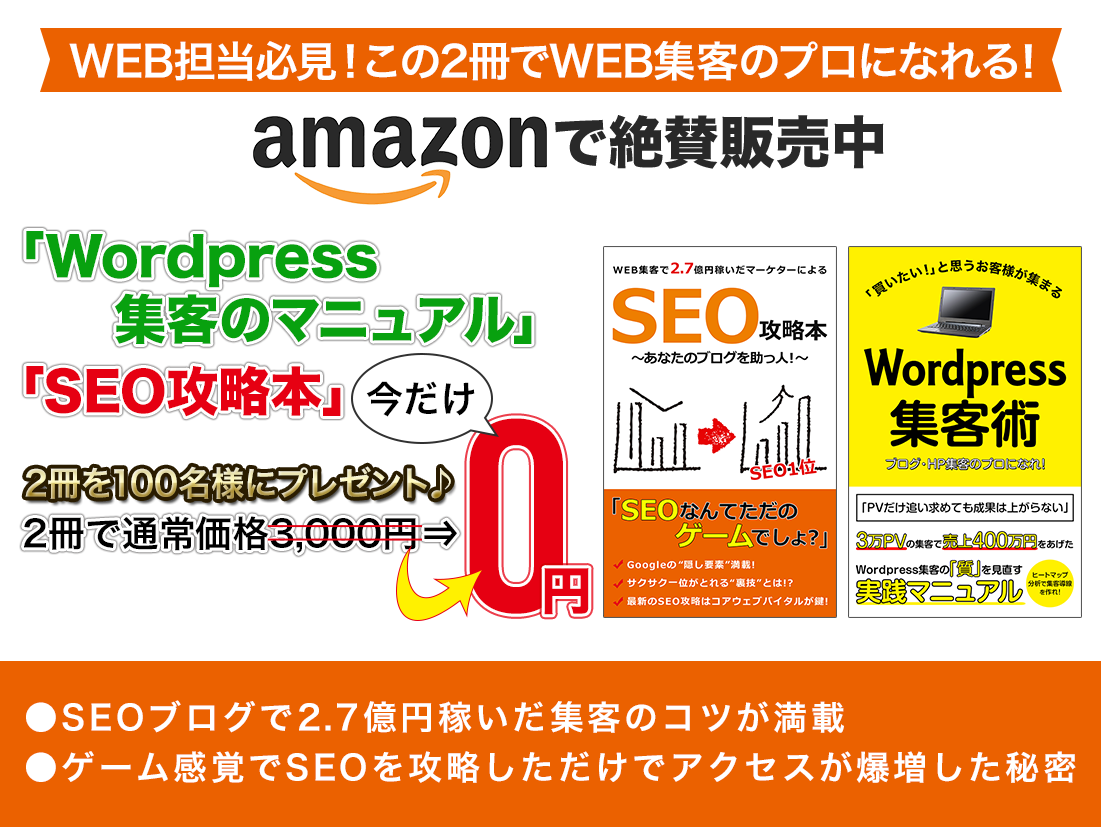 WEB担当必見！この2冊でWEB集客のプロになれる！
amazonで絶賛販売中
「Wordpress
集客のマニュアル」
「SEO攻略本」
今だけ
2冊を100名様にプレゼント♪
2冊で通常価格3,000円⇒
0円
WEB集客で2.7億円稼いだマーケターによる
SEO攻略本
～あなたのブログを助っ人！～
SEO1位
「SEOなんてただの
ゲームでしょ？」
Googleの“隠し要素”満載！
サクサク一位がとれる“裏技”とは!?
最新のSEO攻略はコアウェブバイタルが鍵！
「買いたい！」と思うお客様が集まる
Wordpress
集客術
ブログ・HP集客のプロになれ！
「PVだけ追い求めても成果は上がらない」
3万PVの集客で売上400万円をあげた
Wordpress集客の「質」を見直す
実践マニュアル
ヒートマップ
分析で集客導線
を作れ！
●SEOブログで2.7億円稼いだ集客のコツが満載
●ゲーム感覚でSEOを攻略しただけでアクセスが爆増した秘密